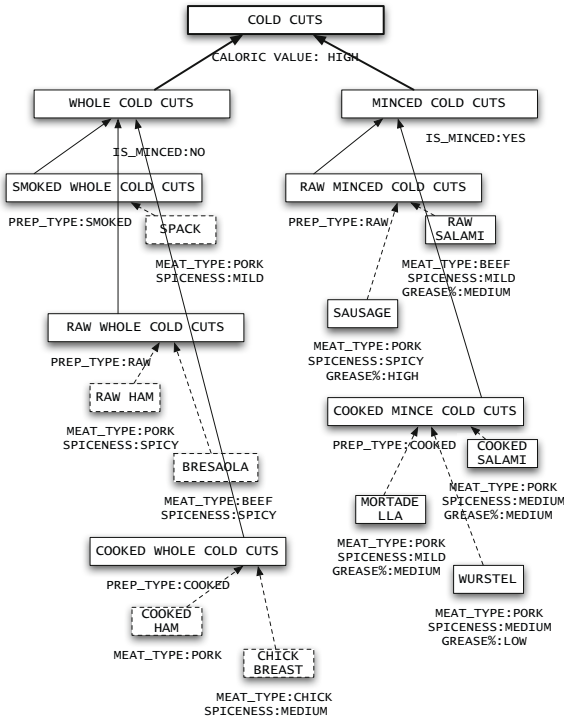 COLD CUTS
CALORIC VALUE: HIGH
WHOLE COLD CUTS
IS_MINCED:NO
SMOKED WHOLE COLD CUTS
PREP_TYPE:SMOKED
SPACK
MEAT_TYPE:PORK
SPICENESS:MILD
RAW WHOLE COLD CUTS
PREP_TYPE:RAW
RAW HAM
MEAT_TYPE:PORK
SPICENESS:SPICY
BRESAOLA
MEAT_TYPE:BEEF
SPICENESS:SPICY
COOKED WHOLE COLD CUTS
PREP_TYPE:COOKED
COOKED
HAM
MEAT_TYPE:PORK
CHICK
BREAST
MEAT_TYPE:CHICK
SPICENESS:MEDIUM
MINCED COLD CUTS
IS_MINCED:YES
RAW MINCED COLD CUTS
PREP_TYPE:RAW
RAW
SALAMI
MEAT_TYPE:BEEF
SPICENESS:MILD
GREASE%:MEDIUM
SAUSAGE
MEAT_TYPE:PORK
SPICENESS:SPICY
GREASE%:HIGH
COOKED MINCE COLD CUTS
PREP_TYPE:COOKED
COOKED
SALAMI
MEAT_TYPE:PORK
SPICENESS:MEDIUM
GREASE%:MEDIUM
MORTADE
LLA
MEAT_TYPE:PORK
SPICENESS:MILD
GREASE%:MEDIUM
WURSTEL
MEAT_TYPE:PORK
SPICENESS:MEDIUM
GREASE%:LOW